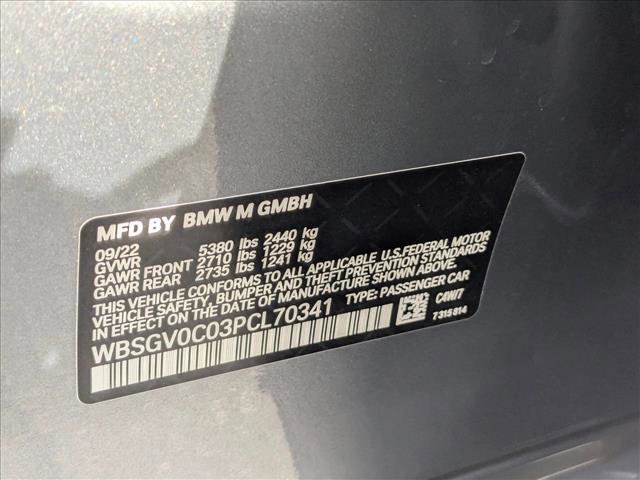 MFD BY BMW M GMBH
09/22
GVWR 5380 lbs 2440 kg
GAWR FRONT 2710 lbs 1229 kg
GAWR REAR 2735 lbs 1241 kg
THIS VEHICLE CONFORMS TO ALL APPLICABLE U.S.FEDERAL MOTOR
VEHICLE SAFETY, BUMPER AND THEFT PREVENTION STANDARDS IN
EFFECT ON THE DATE OF MANUFACTURE SHOWN ABOVE.
WBSGV0C03PCL70341 TYPE: PASSENGER CAR
C4W/7
7315814